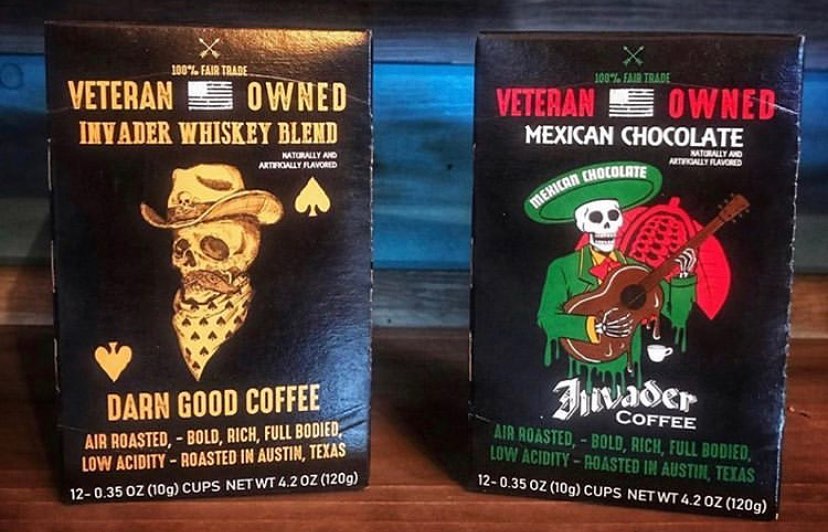 100% FAIR TRADE
VETERAN OWNED
INVADER WHISKEY BLEND
NATURALLY AND
ARTIFICIALLY FLAVORED
DARN GOOD COFFEE
AIR ROASTED, - BOLD, RICH, FULL BODIED,
LOW ACIDITY - ROASTED IN AUSTIN, TEXAS
12- 0.35 OZ (10g) CUPS NET WT 4.2 OZ (120g)
100% FAIR TRADE
VETERAN OWNED
MEXICAN CHOCOLATE
NATURALLY AND
ARTIFICIALLY FLAVORED
MEXICAN CHOCOLATE
Invader
COFFEE
AIR ROASTED, - BOLD, RICH, FULL BODIED,
LOW ACIDITY - ROASTED IN AUSTIN, TEXAS
12- 0.35 OZ (10g) CUPS NET WT 4.2 OZ (120g)